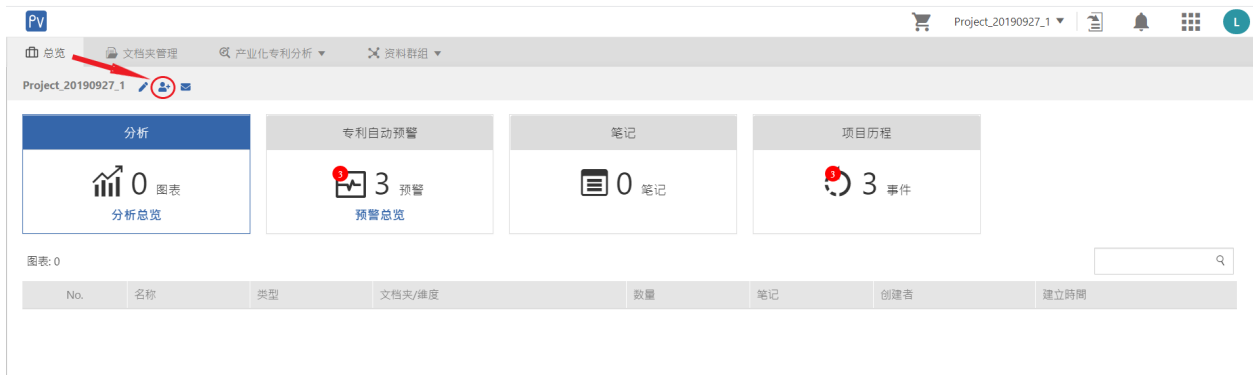 PV
Project_20190927_1 ▼
L
总览
文档夹管理
产业化专利分析 ▼
资料群组 ▼
Project_20190927_1
分析
专利自动预警
笔记
项目历程
0 图表
分析总览
3
3 预警
预警总览
0 笔记
3
3 事件
图表: 0
No. 名称 类型 文档夹/维度 数量 笔记 创建者 建立時間